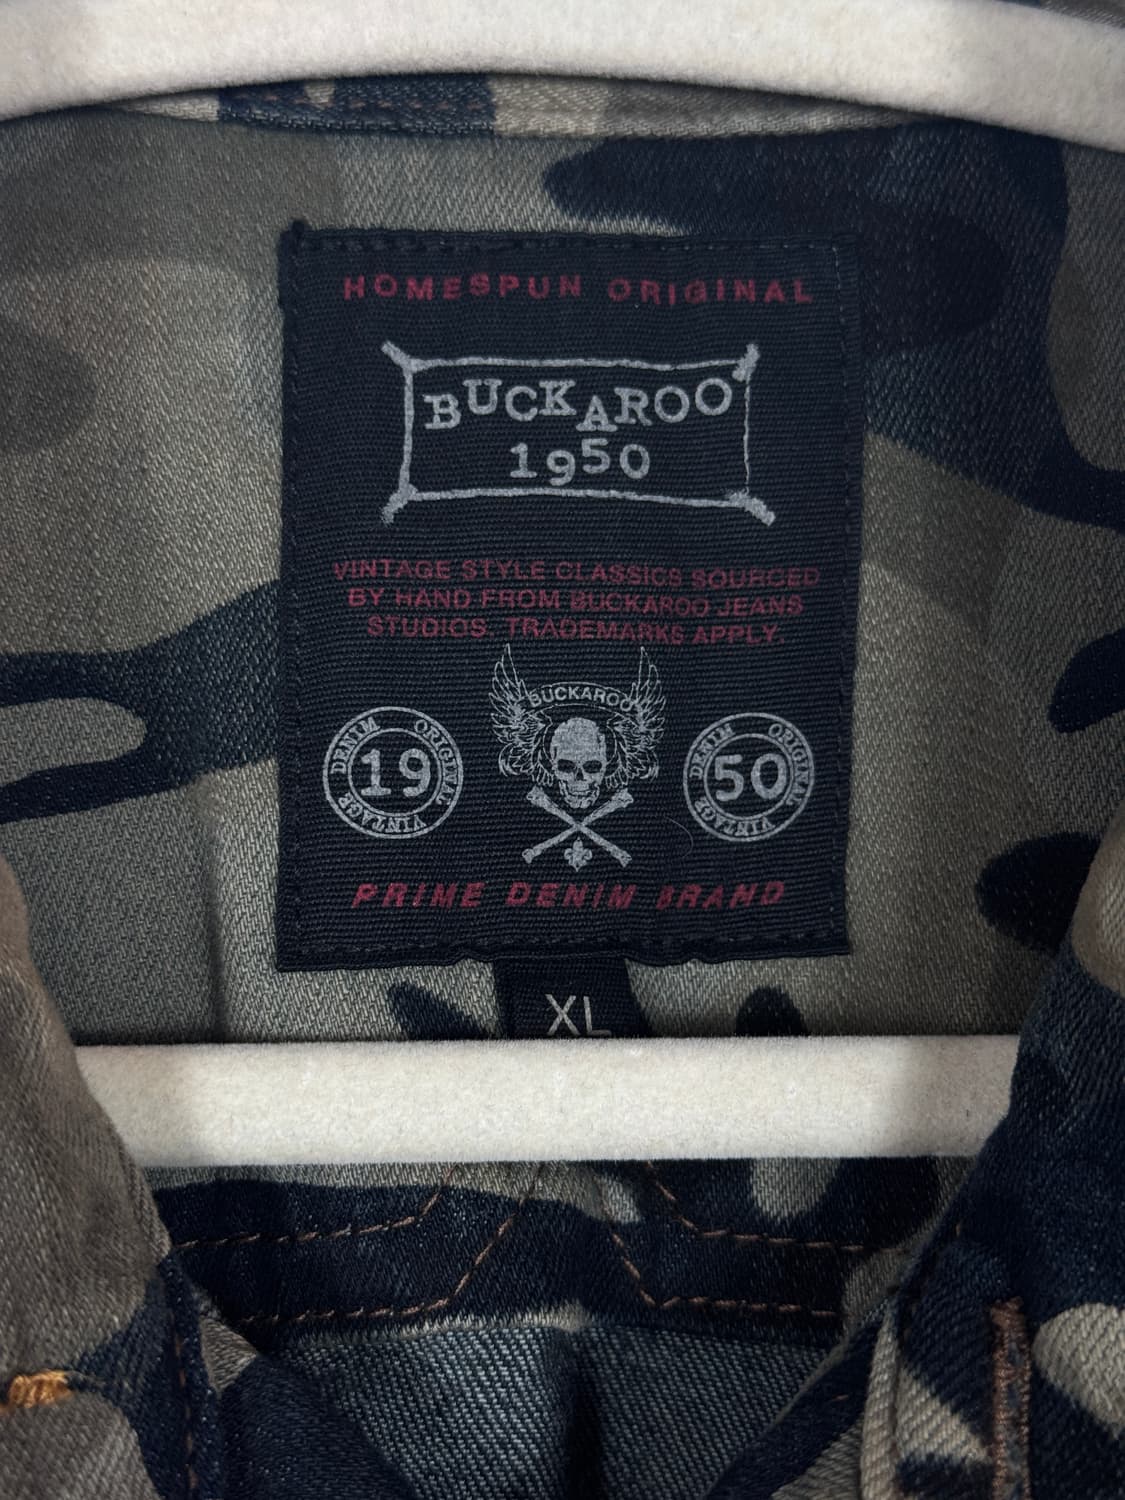 HOMESPUN ORIGINAL
BUCKAROO
1950
VINTAGE STYLE CLASSICS SOURCED
BY HAND FROM BUCKAROO JEANS
STUDIOS. TRADEMARKS APPLY.
BUCKAROO
VINTAGE DENIM ORIGINAL
19
VINTAGE DENIM ORIGINAL
50
PRIME DENIM BRAND
XL